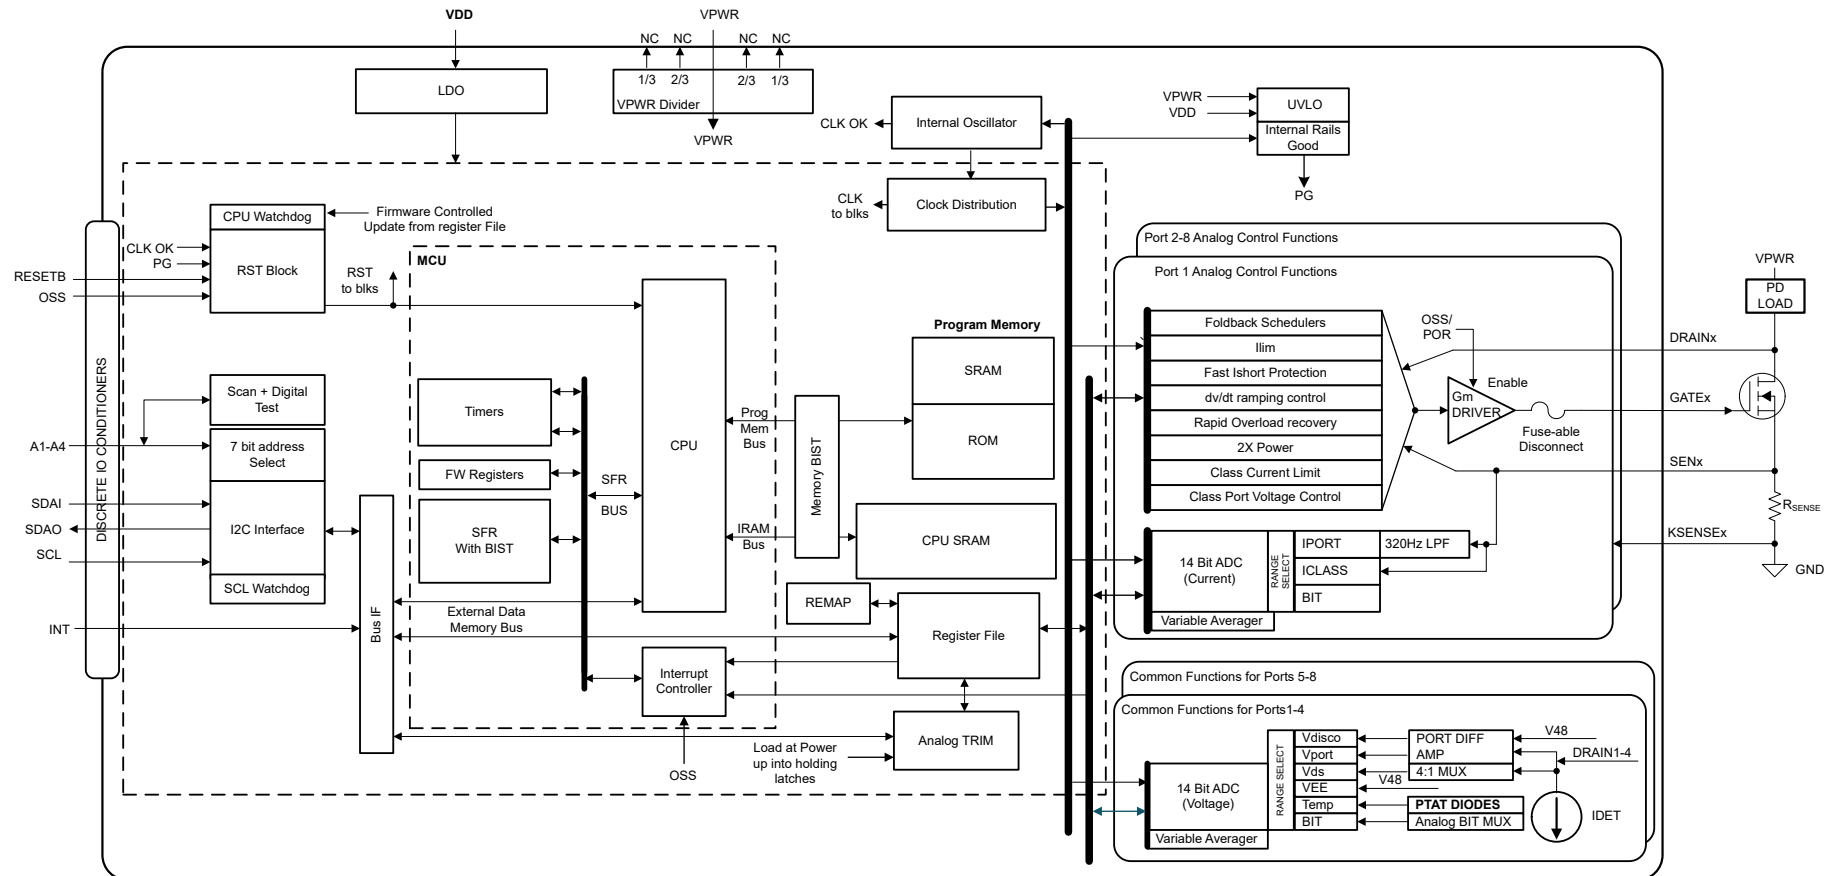 VDD
VPWR
NC
NC
NC
NC
1/3
2/3
2/3
1/3
LDO
VPWR Divider
VPWR
CLK OK
Internal Oscillator
VPWR
VDD
UVLO
Internal Rails
Good
PG
CLK
to blks
Clock Distribution
CPU Watchdog
Firmware Controlled
Update from register File
CLK OK
PG
RESETB
OSS
RST Block
RST
to blks
MCU
CPU
DISCRETE IO CONDITIONERS
Scan + Digital
Test
A1-A4
7 bit address
Select
SDAI
SDAO
SCL
I2C Interface
SCL Watchdog
INT
Bus IF
Timers
FW Registers
SFR
With BIST
SFR
BUS
Prog
Mem
Bus
IRAM
Bus
Memory BIST
Program Memory
SRAM
ROM
CPU SRAM
REMAP
Register File
External Data
Memory Bus
Interrupt
Controller
OSS
Load at Power
up into holding
latches
Analog TRIM
Port 2-8 Analog Control Functions
Port 1 Analog Control Functions
Foldback Schedulers
Ilim
Fast Ishort Protection
dv/dt ramping control
Rapid Overload recovery
2X Power
Class Current Limit
Class Port Voltage Control
OSS/
POR
Gm
DRIVER
Enable
Fuse-able
Disconnect
VPWR
PD
LOAD
DRAINx
GATEx
SENx
RSENSE
KSENSEx
GND
14 Bit ADC
(Current)
RANGE
SELECT
IPORT
320Hz LPF
ICLASS
BIT
Variable Averager
Common Functions for Ports 5-8
Common Functions for Ports1-4
14 Bit ADC
(Voltage)
RANGE SELECT
Vdisco
Vport
Vds
VEE
Temp
BIT
PORT DIFF
AMP
4:1 MUX
V48
V48
DRAIN1-4
PTAT DIODES
Analog BIT MUX
IDET
Variable Averager